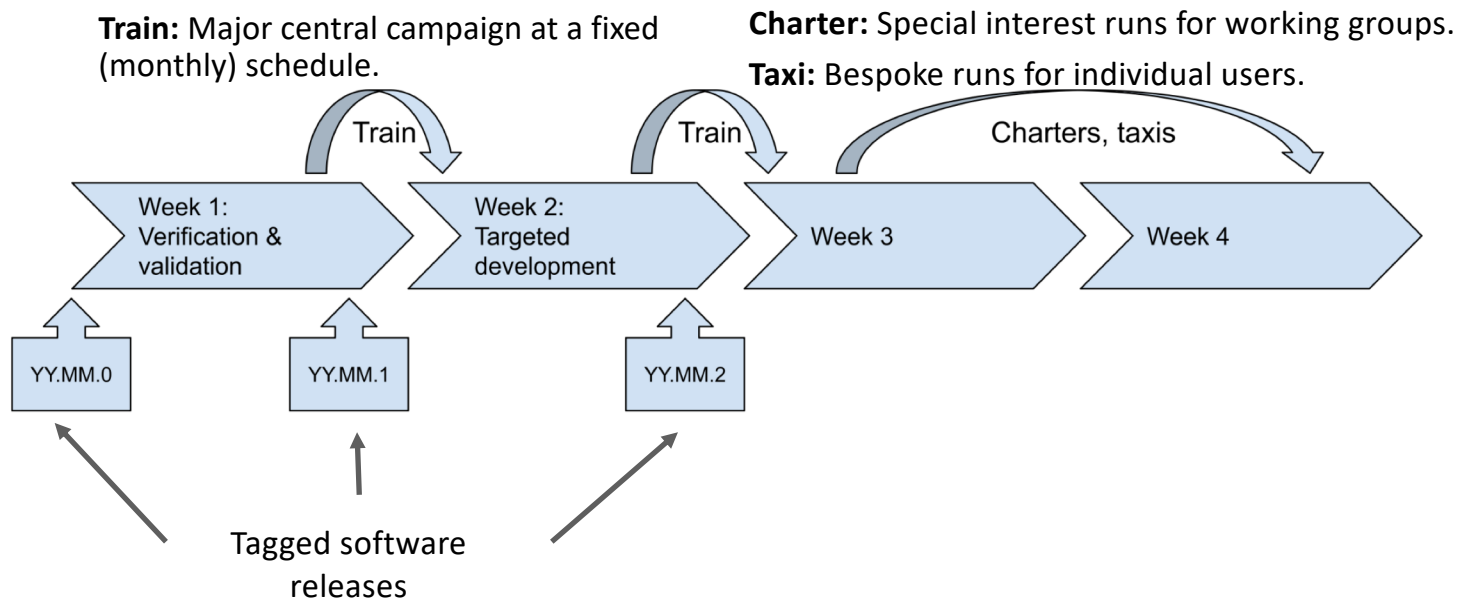 Train: Major central campaign at a fixed
(monthly) schedule.
Charter: Special interest runs for working groups.
Taxi: Bespoke runs for individual users.
Train
Train
Charters, taxis
Week 1:
Verification &
validation
Week 2:
Targeted
development
Week 3
Week 4
YY.MM.0
YY.MM.1
YY.MM.2
Tagged software
releases